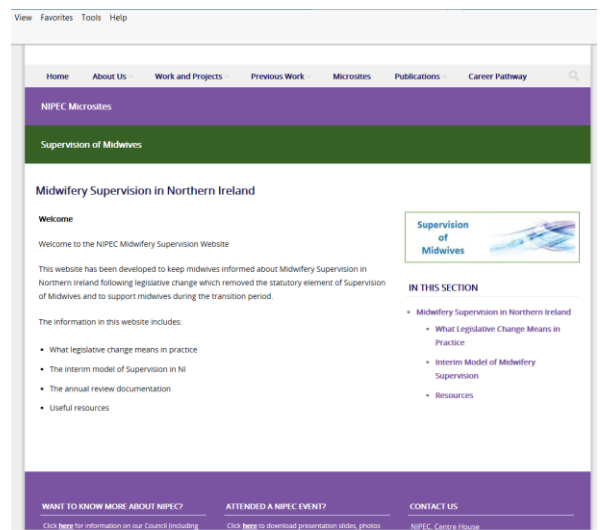 View Favorites Tools Help
Home About Us Work and Projects Previous Work Microsites Publications Career Pathway
NIPEC Microsites
Supervision of Midwives
Midwifery Supervision in Northern Ireland
Welcome
Welcome to the NIPEC Midwifery Supervision Website
This website has been developed to keep midwives informed about Midwifery Supervision in
Northern Ireland following legislative change which removed the statutory element of Supervision
of Midwives and to support midwives during the transition period.
The information in this website includes:
• What legislative change means in practice
• The interim model of Supervision in NI
• The annual review documentation
• Useful resources
Supervision
of
Midwives
IN THIS SECTION
• Midwifery Supervision in Northern Ireland
• What Legislative Change Means in
Practice
• Interim Model of Midwifery
Supervision
• Resources
WANT TO KNOW MORE ABOUT NIPEC?
Click here for information on our Council (including
ATTENDED A NIPEC EVENT?
Click here to download presentation slides, photos
CONTACT US
NIPEC, Centre House